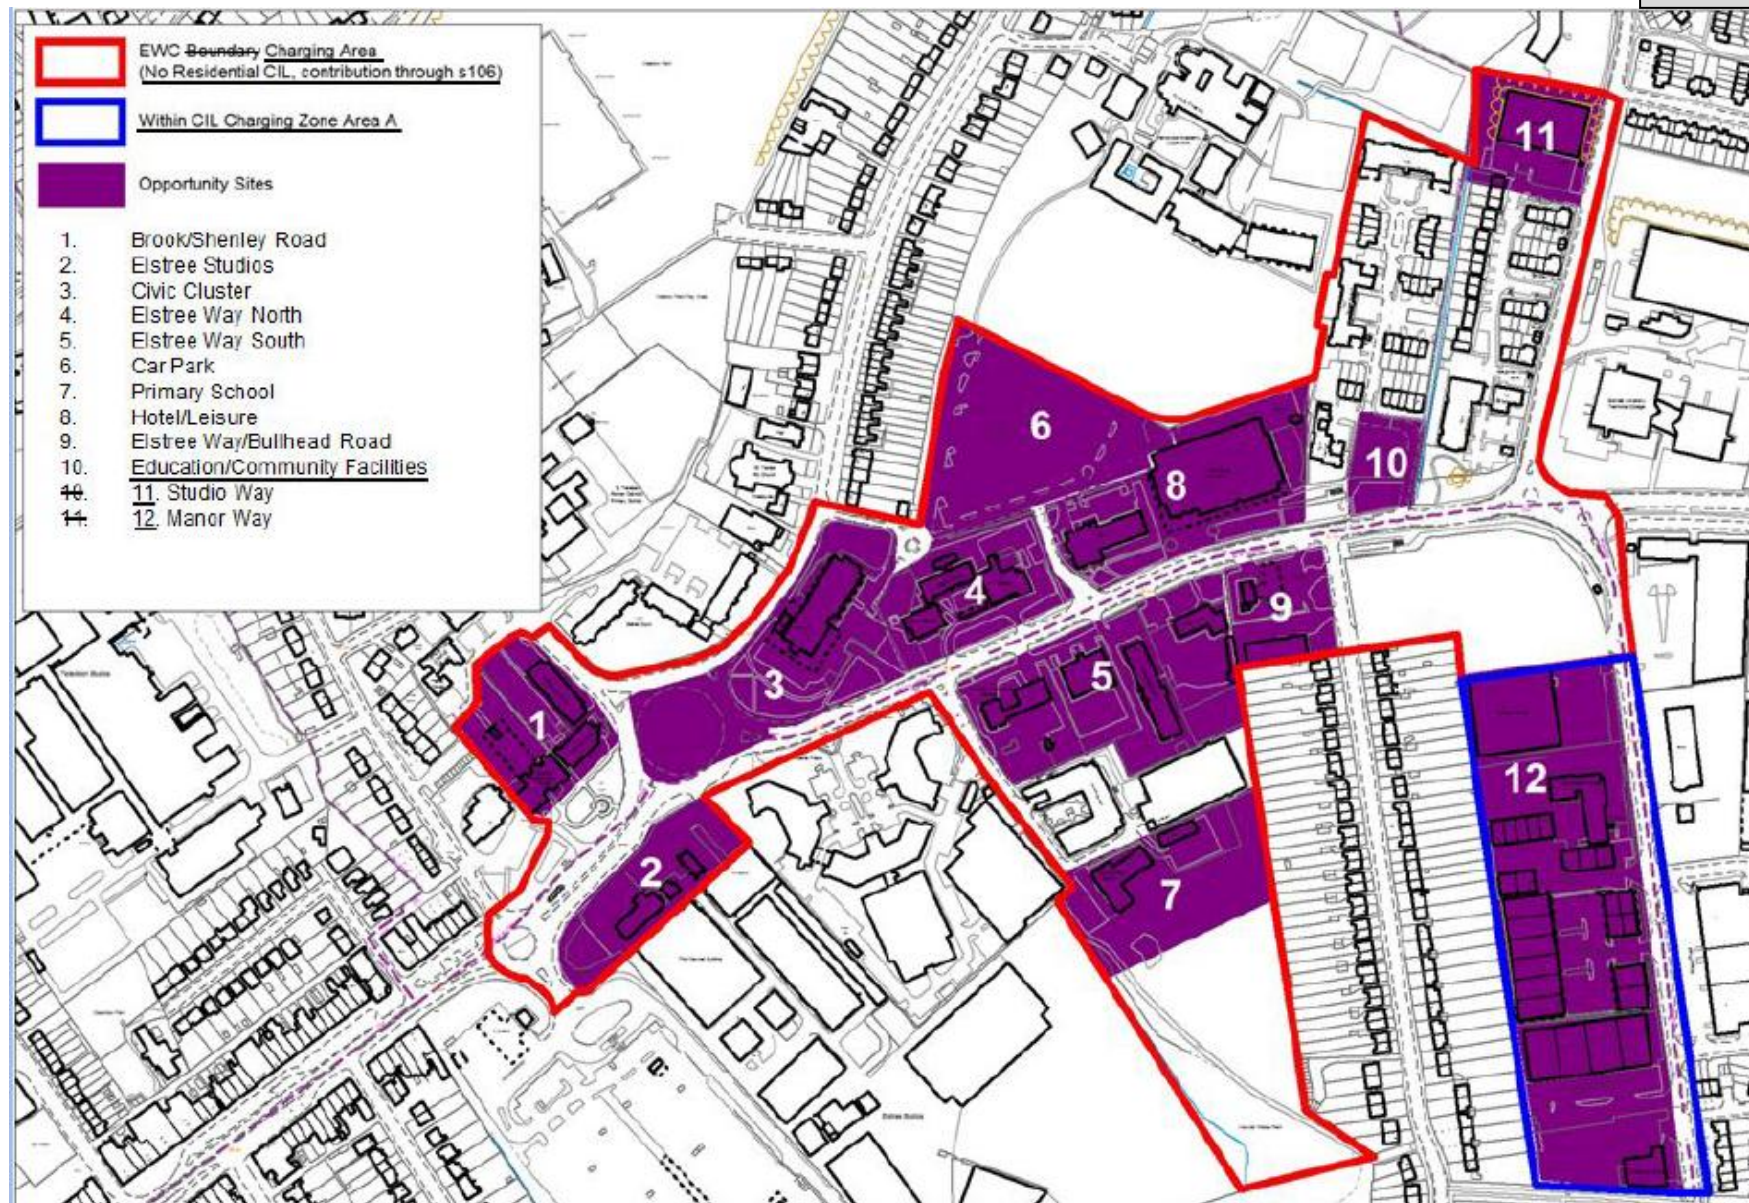 EWC Boundary Charging Area
(No Residential CIL, contribution through s106)
Within CIL Charging Zone Area A
Opportunity Sites
1. Brook/Shenley Road
2. Elstree Studios
3. Civic Cluster
4. Elstree Way North
5. Elstree Way South
6. Car Park
7. Primary School
8. Hotel/Leisure
9. Elstree Way/Bullhead Road
10. Education/Community Facilities
10. 11. Studio Way
11. 12. Manor Way
11
6
10
8
4
9
5
3
1
12
2
7